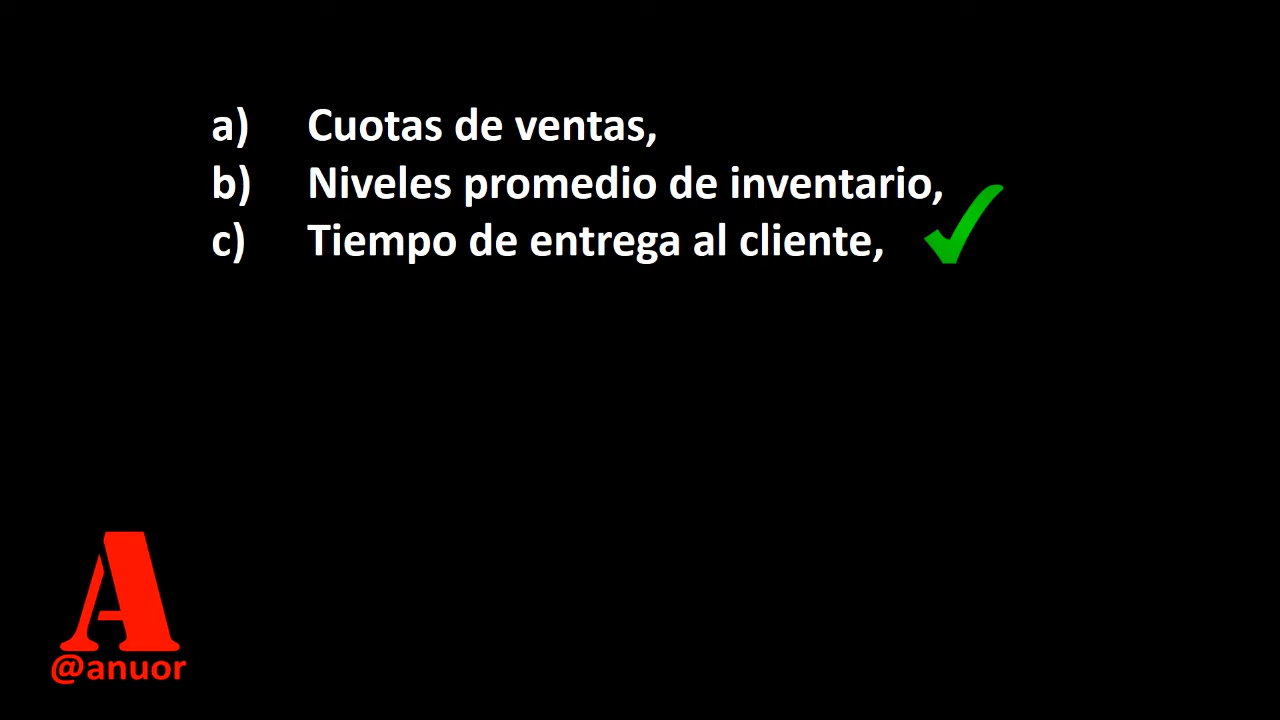 a) Cuotas de ventas,
b) Niveles promedio de inventario,
c) Tiempo de entrega al cliente,
A
@anuor